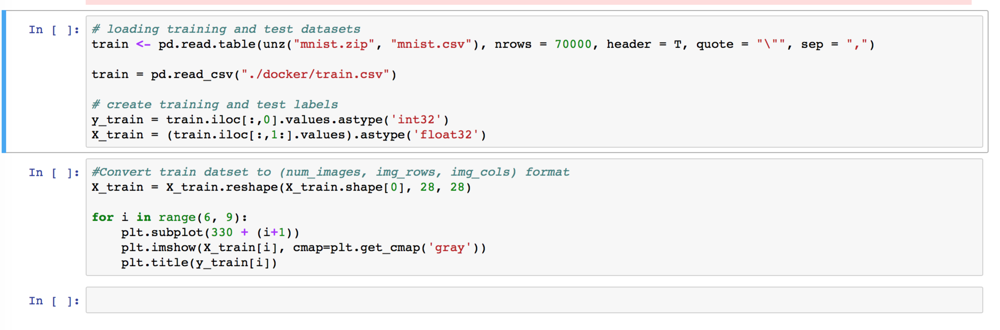 In [ ]:
# loading training and test datasets
train <- pd.read.table(unz("mnist.zip", "mnist.csv"), nrows = 70000, header = T, quote = "\"", sep = ",")
train = pd.read_csv("./docker/train.csv")
# create training and test labels
y_train = train.iloc[:,0].values.astype('int32')
X_train = (train.iloc[:,1:].values).astype('float32')
In [ ]:
#Convert train datset to (num_images, img_rows, img_cols) format
X_train = X_train.reshape(X_train.shape[0], 28, 28)
for i in range(6, 9):
    plt.subplot(330 + (i+1))
    plt.imshow(X_train[i], cmap=plt.get_cmap('gray'))
    plt.title(y_train[i])
In [ ]: